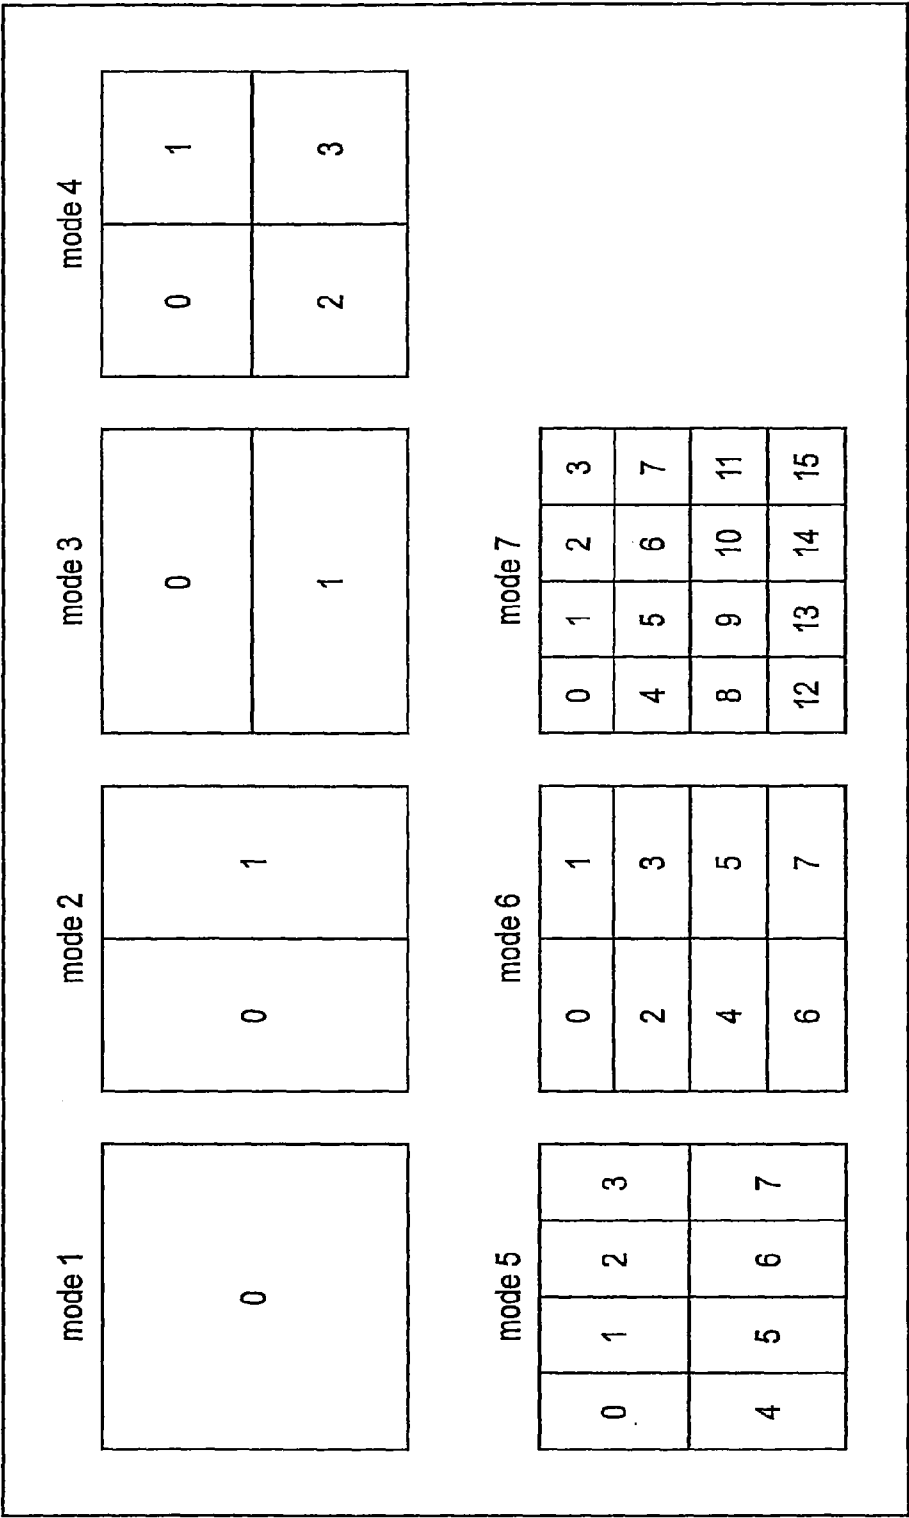 mode 1
0
mode 2
0 1
mode 3
0
1
mode 4
0 1
2 3
mode 5
0 1 2 3
4 5 6 7
mode 6
0 1
2 3
4 5
6 7
mode 7
0 1 2 3
4 5 6 7
8 9 10 11
12 13 14 15